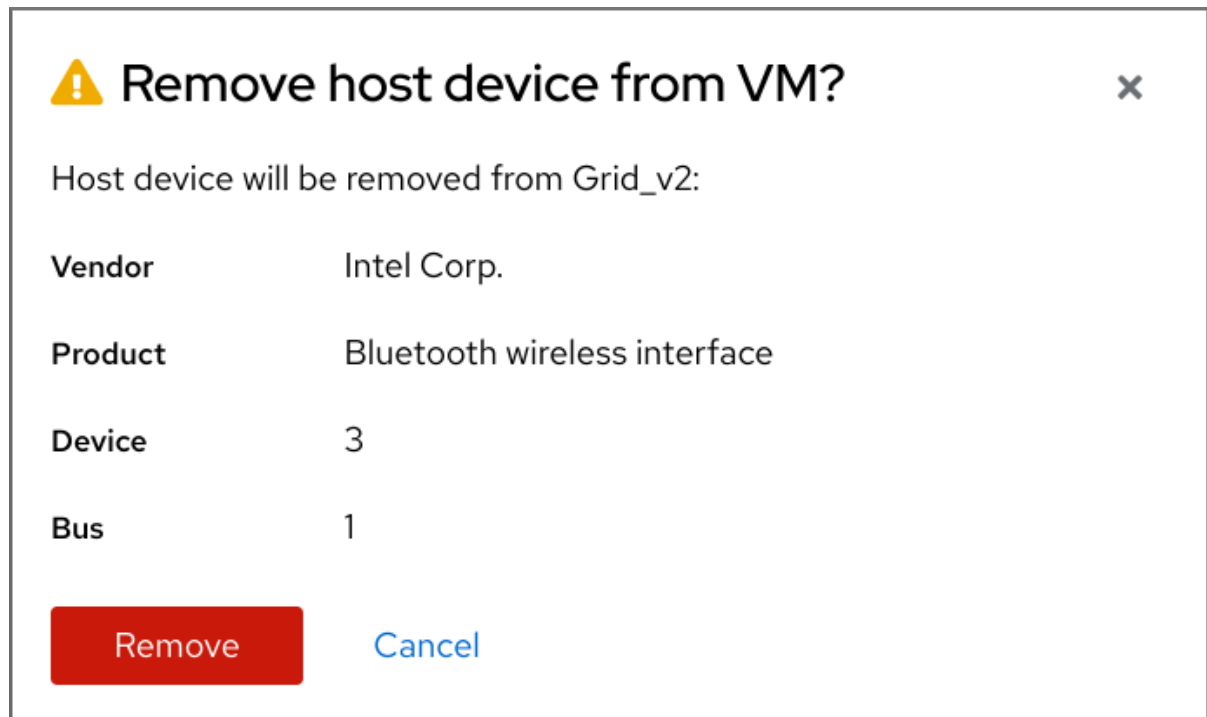 Remove host device from VM?
Host device will be removed from Grid_v2:
Vendor Intel Corp.
Product Bluetooth wireless interface
Device 3
Bus 1
Remove Cancel